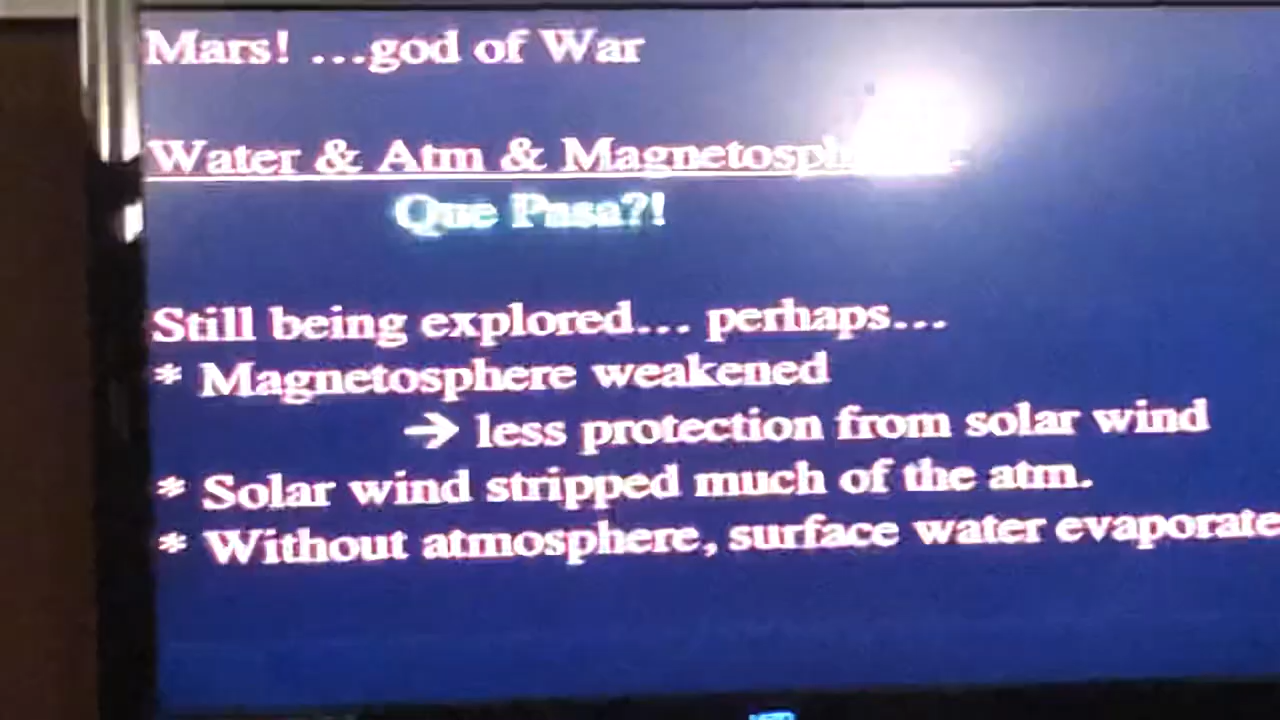 Mars! ...god of War
Water & Atm & Magnetosph
Que Pasa?!
Still being explored... perhaps...
* Magnetosphere weakened
→ less protection from solar wind
* Solar wind stripped much of the atm.
* Without atmosphere, surface water evaporate